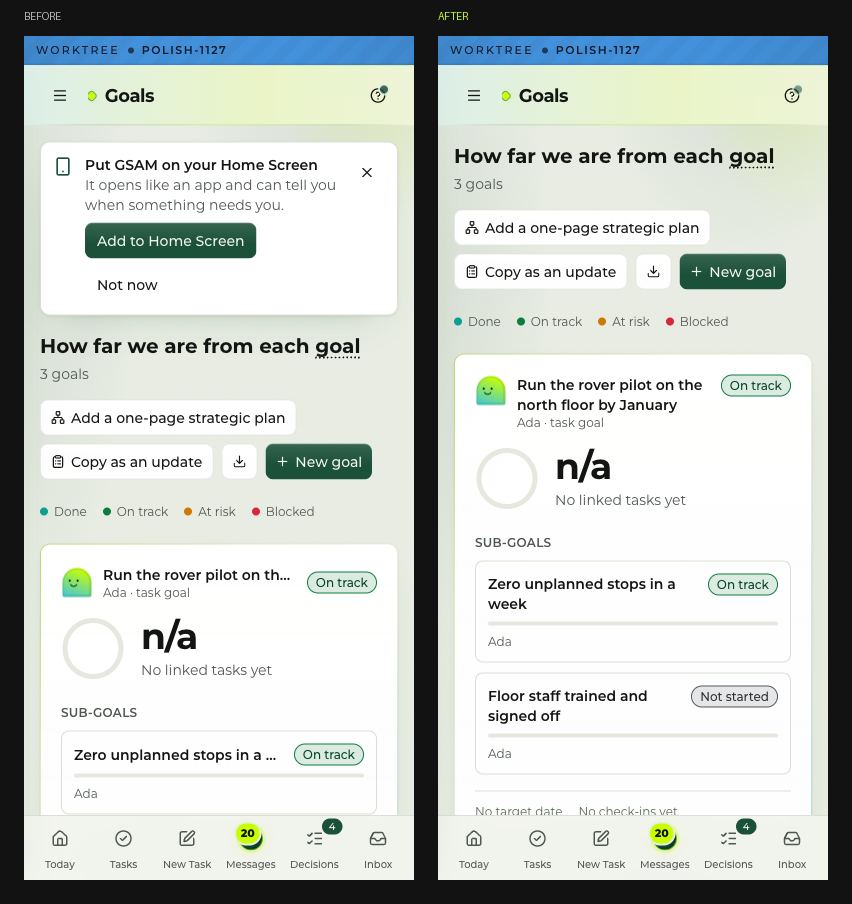 BEFORE
WORKTREE ● POLISH-1127
Goals
Put GSAM on your Home Screen
It opens like an app and can tell you
when something needs you.
Add to Home Screen
Not now
How far we are from each goal
3 goals
Add a one-page strategic plan
Copy as an update
+ New goal
Done
On track
At risk
Blocked
Run the rover pilot on th...
On track
Ada · task goal
n/a
No linked tasks yet
SUB-GOALS
Zero unplanned stops in a ...
On track
Ada
20
4
Today
Tasks
New Task
Messages
Decisions
Inbox
AFTER
WORKTREE ● POLISH-1127
Goals
How far we are from each goal
3 goals
Add a one-page strategic plan
Copy as an update
+ New goal
Done
On track
At risk
Blocked
Run the rover pilot on the
north floor by January
On track
Ada · task goal
n/a
No linked tasks yet
SUB-GOALS
Zero unplanned stops in a
week
On track
Ada
Floor staff trained and
signed off
Not started
Ada
No target date
No check-ins yet
20
4
Today
Tasks
New Task
Messages
Decisions
Inbox